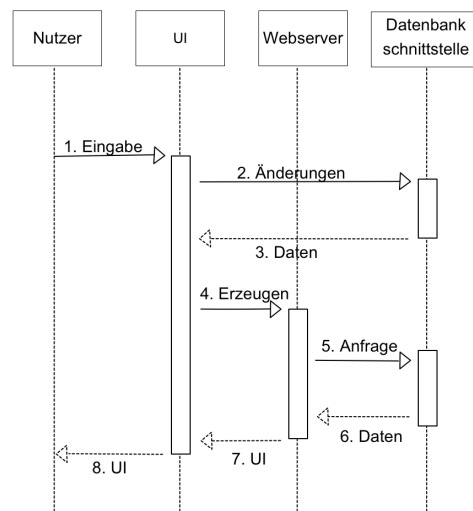 Nutzer
UI
Webserver
Datenbank
schnittstelle
1. Eingabe
2. Änderungen
3. Daten
4. Erzeugen
5. Anfrage
6. Daten
7. UI
8. UI